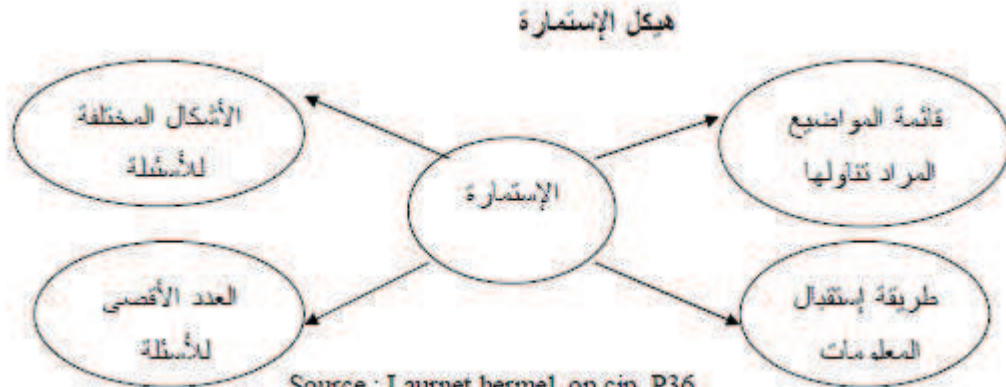 هيكل الإستمارة
قائمة المواضيع
المراد تناولها
الأشكال المختلفة
للأسئلة
الإستمارة
طريقة إستقبال
المعلومات
العدد الأقصى
للأسئلة
Source : Laurnet hermel, op cip, P36